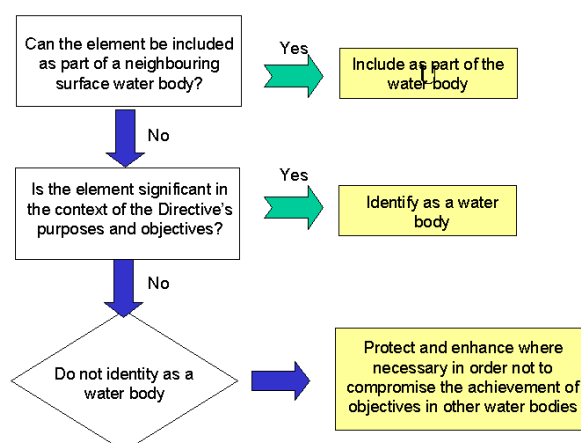 Can the element be included
as part of a neighbouring
surface water body?
Yes
Include as part of the
water body
No
Is the element significant in
the context of the Directive's
purposes and objectives?
Yes
Identify as a water
body
No
Do not identity as a
water body
Protect and enhance where
necessary in order not to
compromise the achievement of
objectives in other water bodies